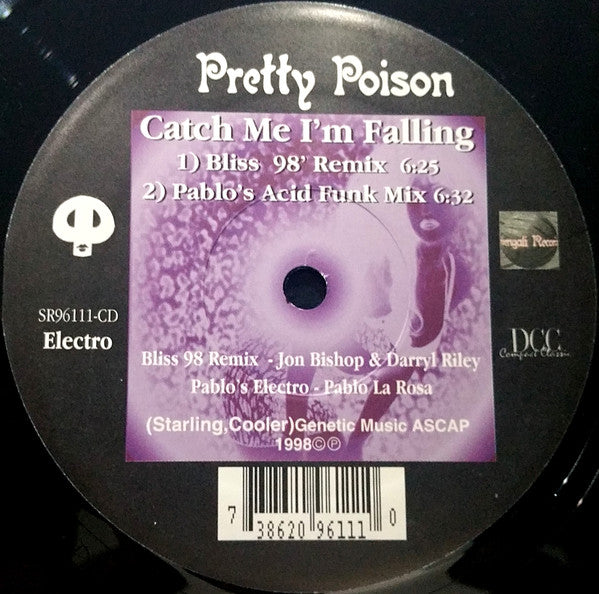 Pretty Poison
Catch Me I'm Falling
1) Bliss 98' Remix 6:25
2) Pablo's Acid Funk Mix 6:32
SR96111-CD
Electro
DCC
Compact Classics
Bliss 98 Remix - Jon Bishop & Darryl Riley
Pablo's Electro - Pablo La Rosa
(Starling,Cooler)Genetic Music ASCAP
1998©℗
7 38620 96111 0